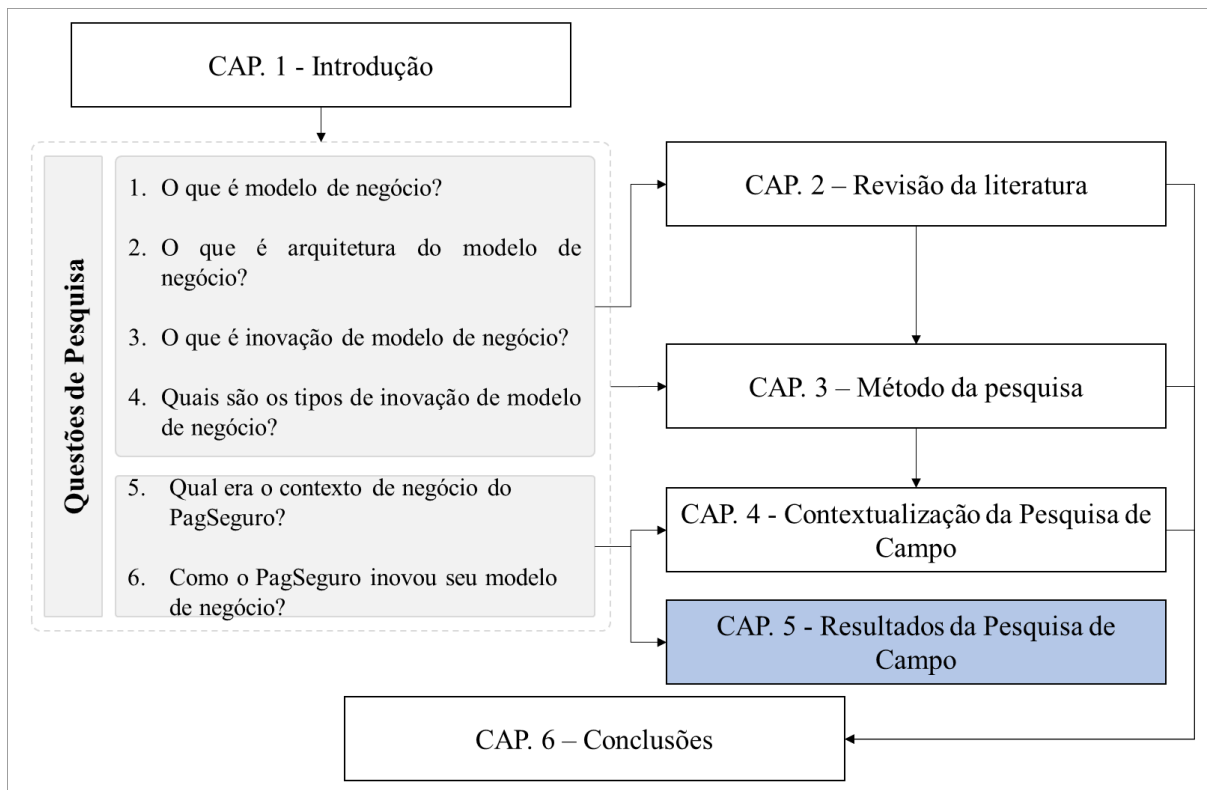 CAP. 1 - Introdução
Questões de Pesquisa
1. O que é modelo de negócio?
2. O que é arquitetura do modelo de
negócio?
3. O que é inovação de modelo de negócio?
4. Quais são os tipos de inovação de modelo
de negócio?
5. Qual era o contexto de negócio do
PagSeguro?
6. Como o PagSeguro inovou seu modelo
de negócio?
CAP. 2 – Revisão da literatura
CAP. 3 – Método da pesquisa
CAP. 4 - Contextualização da Pesquisa de
Campo
CAP. 5 - Resultados da Pesquisa de
Campo
CAP. 6 – Conclusões